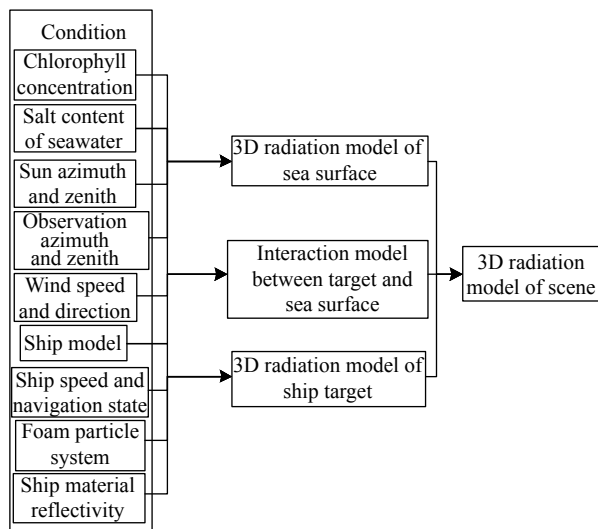 Condition
Chlorophyll
concentration
Salt content
of seawater
Sun azimuth
and zenith
Observation
azimuth
and zenith
Wind speed
and direction
Ship model
Ship speed and
navigation state
Foam particle
system
Ship material
reflectivity
3D radiation model of
sea surface
Interaction model
between target and
sea surface
3D radiation model of
ship target
3D radiation
model of scene